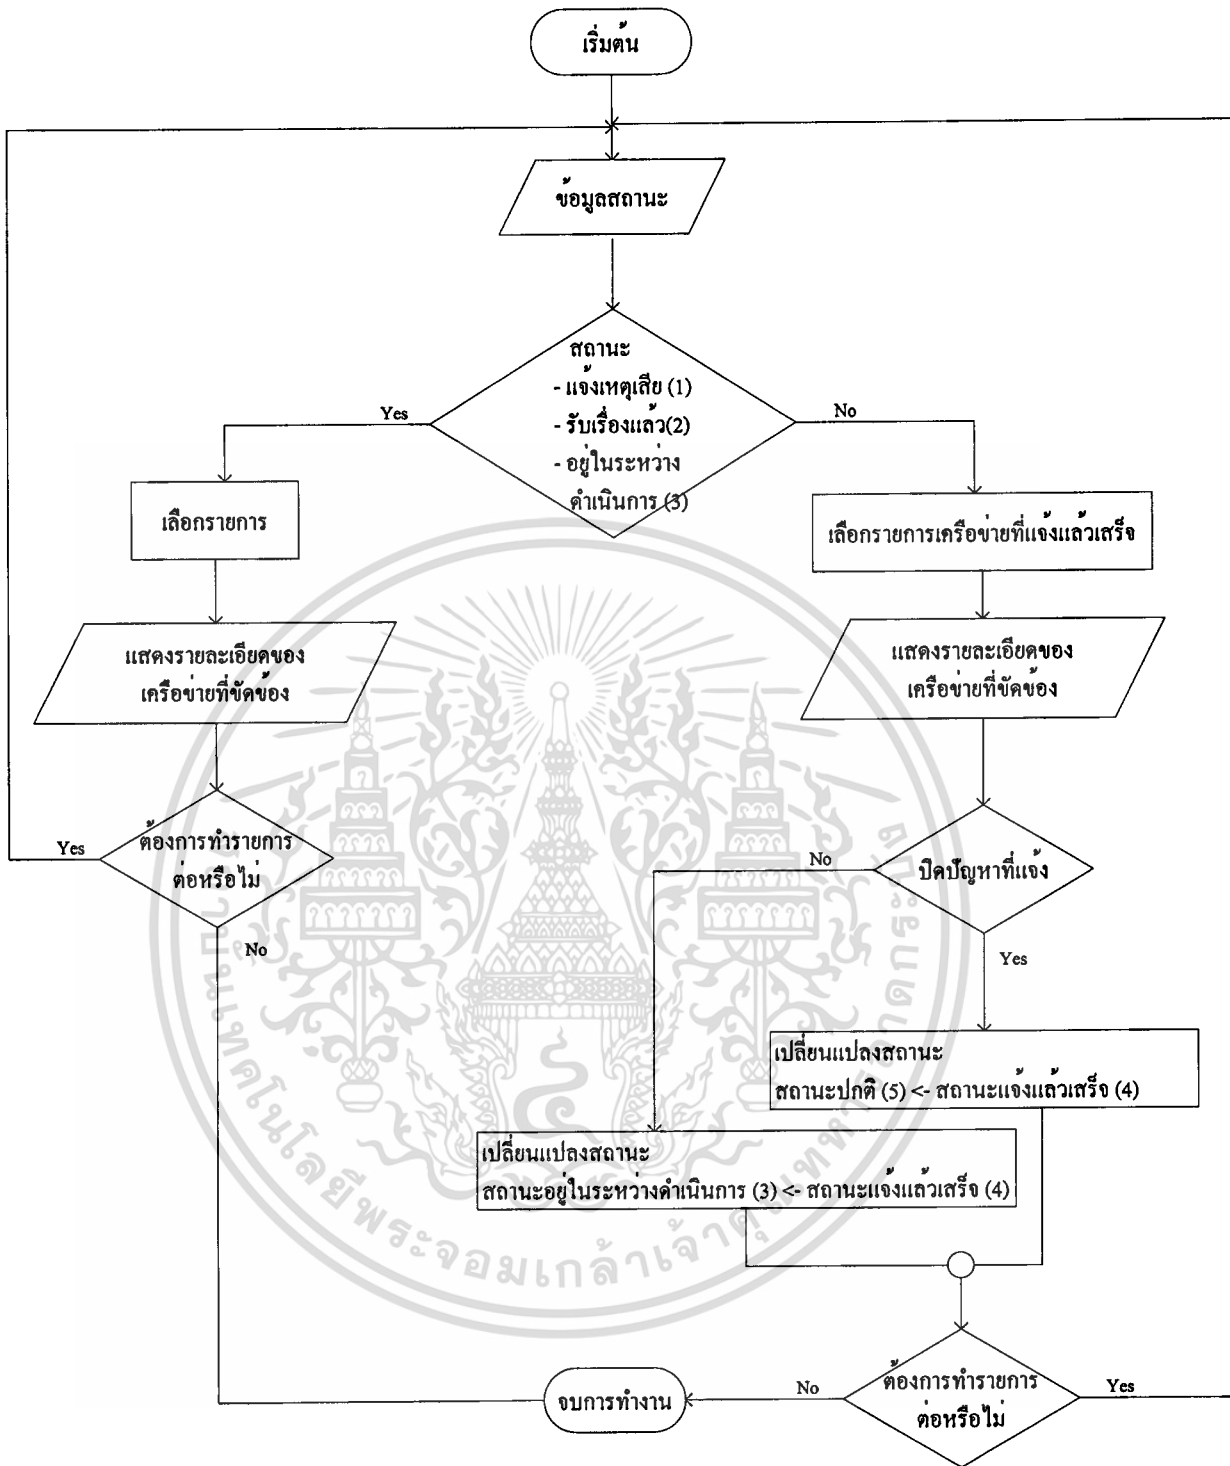 เริ่มต้น
ข้อมูลสถานะ
สถานะ
- แจ้งเหตุเสีย (1)
- รับเรื่องแล้ว(2)
- อยู่ในระหว่าง
ดำเนินการ (3)
Yes
No
เลือกรายการ
เลือกรายการเครือข่ายที่แจ้งแล้วเสร็จ
แสดงรายละเอียดของ
เครือข่ายที่ขัดข้อง
แสดงรายละเอียดของ
เครือข่ายที่ขัดข้อง
ต้องการทำรายการ
ต่อหรือไม่
Yes
No
ปิดปัญหาที่แจ้ง
No
Yes
เปลี่ยนแปลงสถานะ
สถานะปกติ (5) <- สถานะแจ้งแล้วเสร็จ (4)
เปลี่ยนแปลงสถานะ
สถานะอยู่ในระหว่างดำเนินการ (3) <- สถานะแจ้งแล้วเสร็จ (4)
ต้องการทำรายการ
ต่อหรือไม่
No
Yes
จบการทำงาน